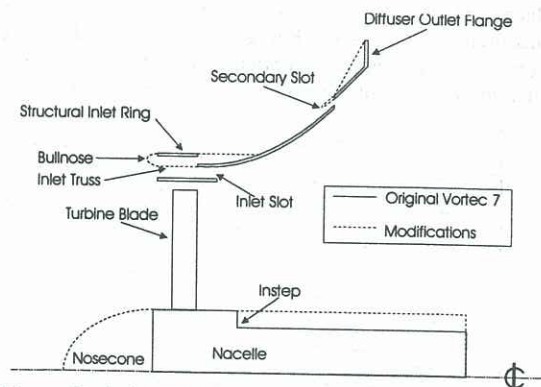 Diffuser Outlet Flange
Secondary Slot
Structural Inlet Ring
Bullnose
Inlet Truss
Inlet Slot
Turbine Blade
Original Vortec 7
Modifications
Instep
Nosecone
Nacelle